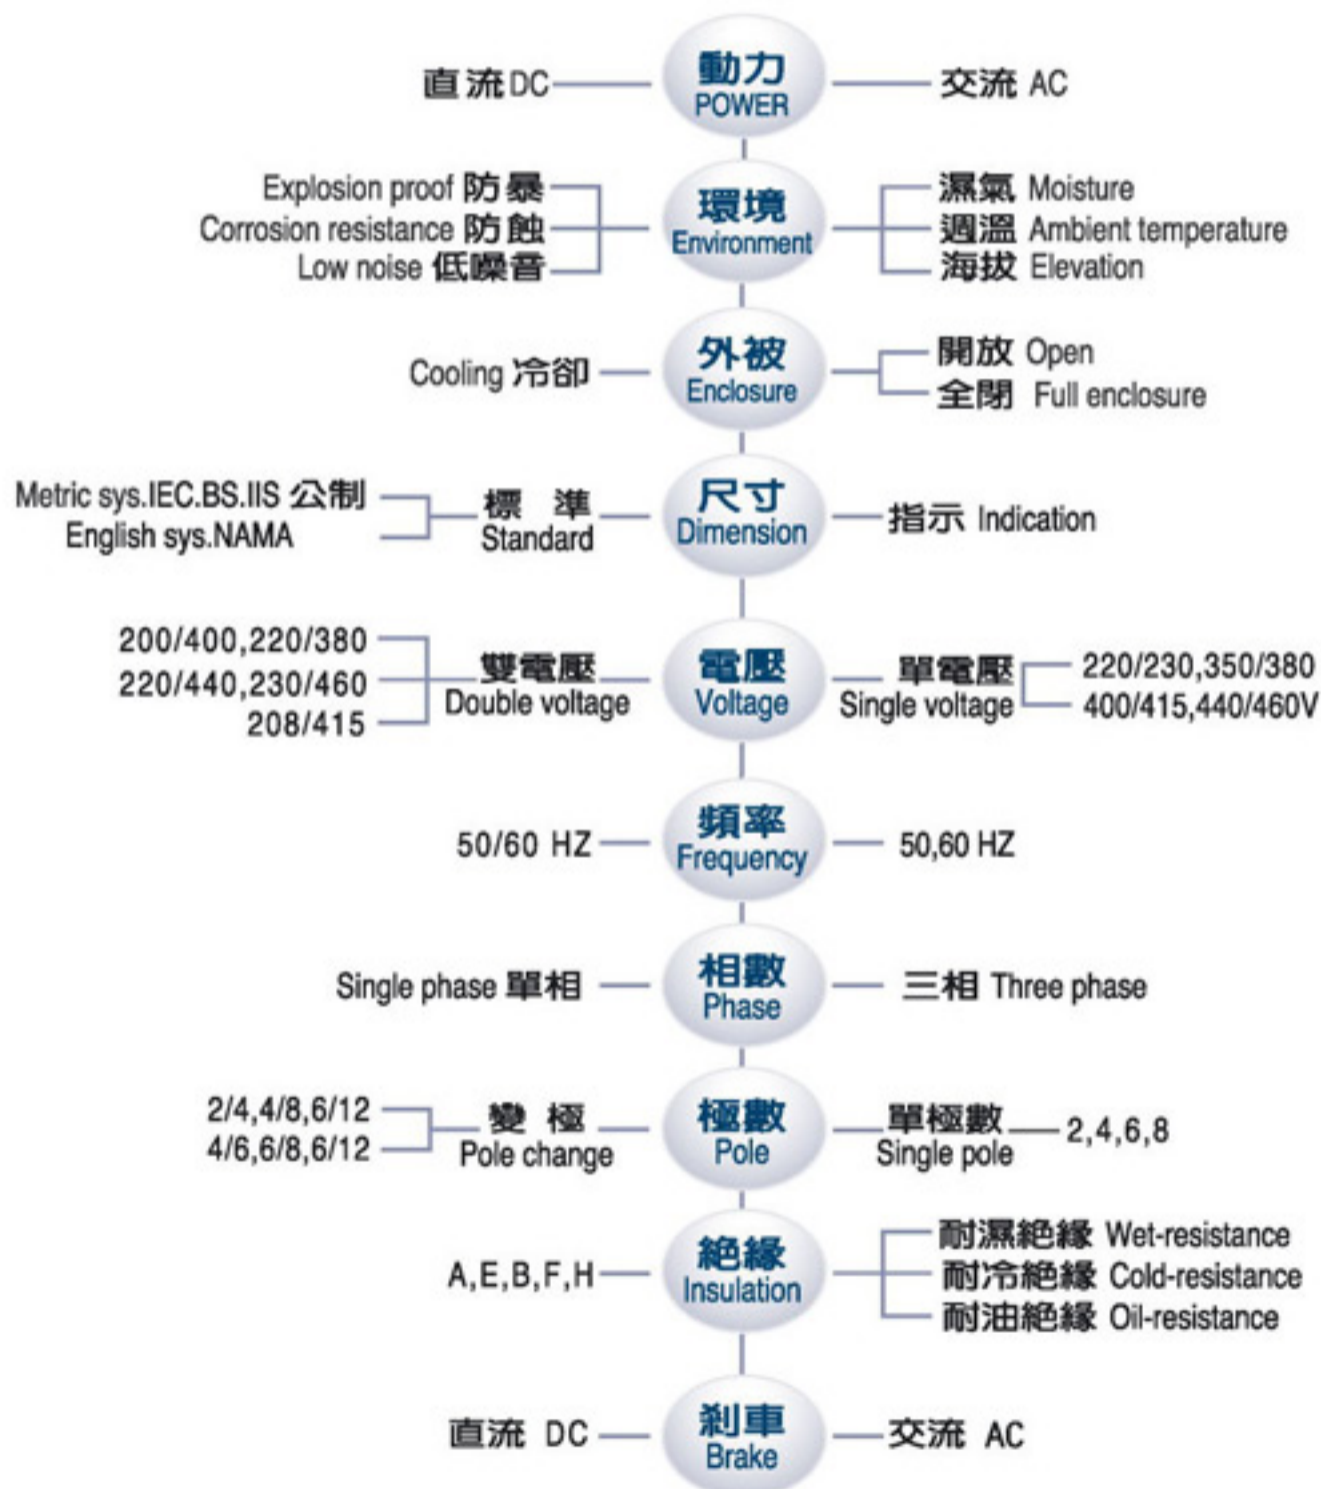 動力
POWER
直流 DC
交流 AC
環境
Environment
Explosion proof 防暴
Corrosion resistance 防蝕
Low noise 低噪音
濕氣 Moisture
週溫 Ambient temperature
海拔 Elevation
外被
Enclosure
Cooling 冷卻
開放 Open
全閉 Full enclosure
尺寸
Dimension
Metric sys.IEC.BS.IIS 公制
English sys.NAMA
標準
Standard
指示 Indication
電壓
Voltage
200/400,220/380
220/440,230/460
208/415
雙電壓
Double voltage
單電壓
Single voltage
220/230,350/380
400/415,440/460V
頻率
Frequency
50/60 HZ
50,60 HZ
相數
Phase
Single phase 單相
三相 Three phase
極數
Pole
2/4,4/8,6/12
4/6,6/8,6/12
變極
Pole change
單極數
Single pole
2,4,6,8
絕緣
Insulation
A,E,B,F,H
耐濕絕緣 Wet-resistance
耐冷絕緣 Cold-resistance
耐油絕緣 Oil-resistance
剎車
Brake
直流 DC
交流 AC